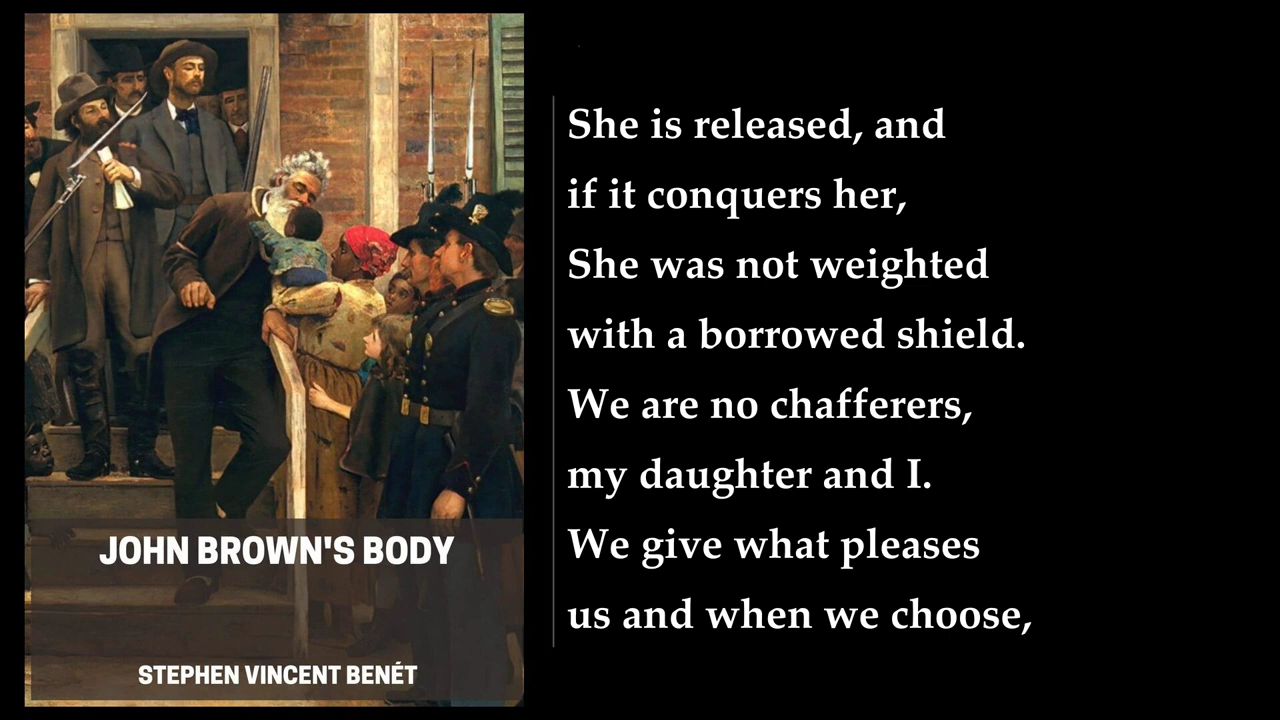 JOHN BROWN'S BODY
STEPHEN VINCENT BENÉT
She is released, and
if it conquers her,
She was not weighted
with a borrowed shield.
We are no chafferers,
my daughter and I.
We give what pleases
us and when we choose,